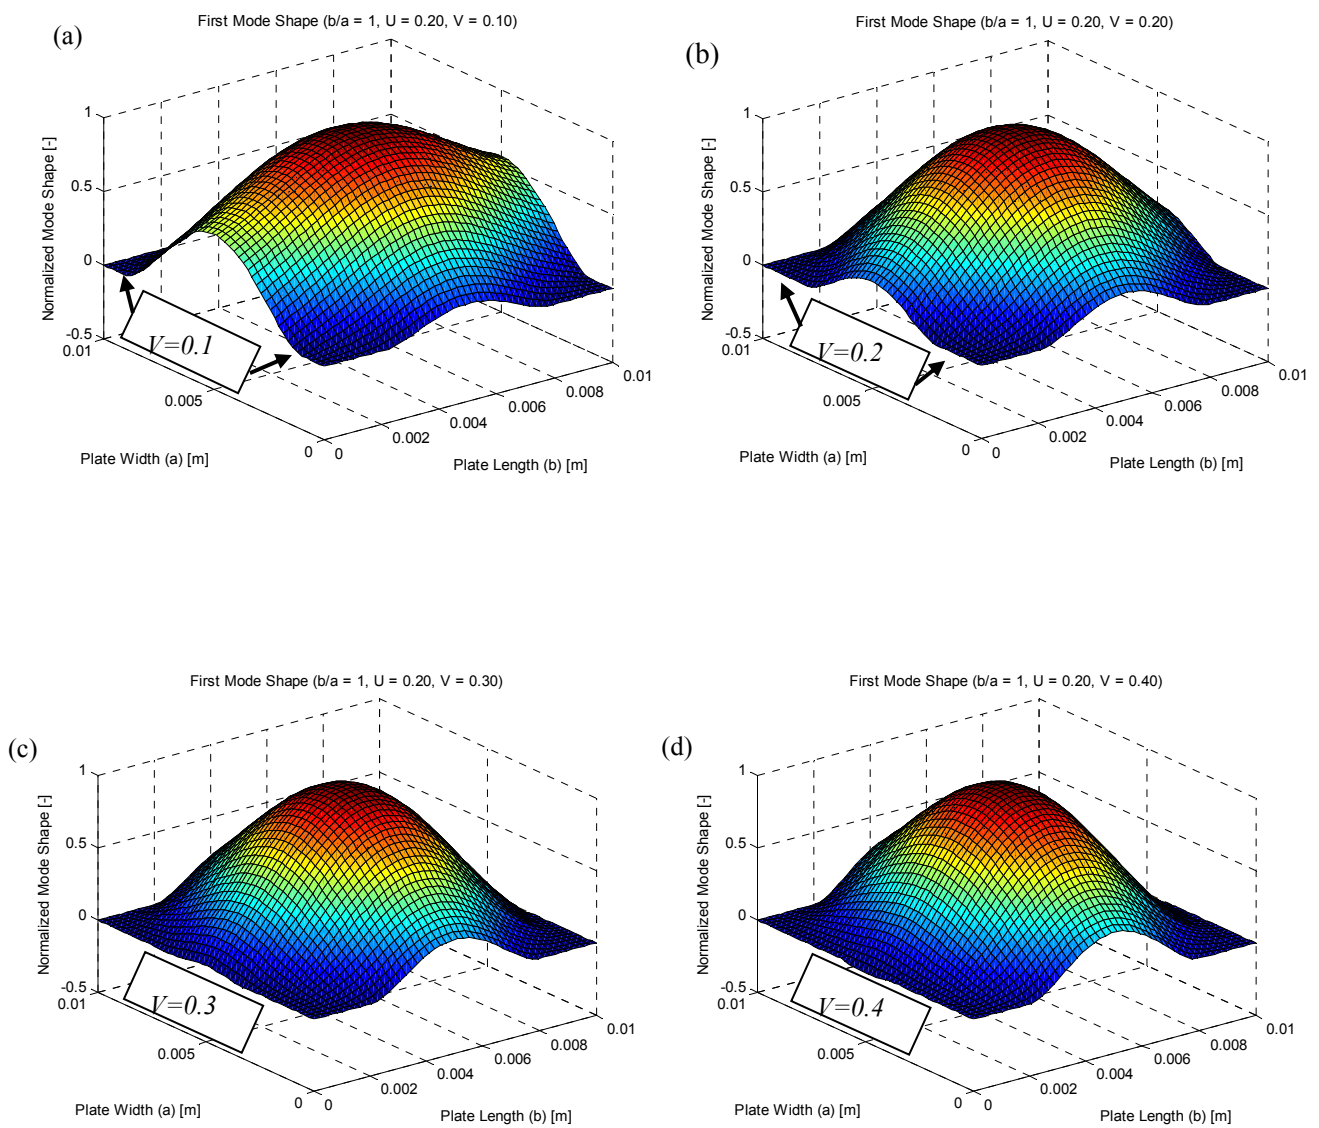 (a)
First Mode Shape (b/a = 1, U = 0.20, V = 0.10)
Normalized Mode Shape [-]
1
0.5
0
-0.5
0.01
0.005
0
0
0.002
0.004
0.006
0.008
0.01
V=0.1
Plate Width (a) [m]
Plate Length (b) [m]
(b)
First Mode Shape (b/a = 1, U = 0.20, V = 0.20)
Normalized Mode Shape [-]
1
0.5
0
-0.5
0.01
0.005
0
0
0.002
0.004
0.006
0.008
0.01
V=0.2
Plate Width (a) [m]
Plate Length (b) [m]
(c)
First Mode Shape (b/a = 1, U = 0.20, V = 0.30)
Normalized Mode Shape [-]
1
0.5
0
-0.5
0.01
0.005
0
0
0.002
0.004
0.006
0.008
0.01
V=0.3
Plate Width (a) [m]
Plate Length (b) [m]
(d)
First Mode Shape (b/a = 1, U = 0.20, V = 0.40)
Normalized Mode Shape [-]
1
0.5
0
-0.5
0.01
0.005
0
0
0.002
0.004
0.006
0.008
0.01
V=0.4
Plate Width (a) [m]
Plate Length (b) [m]